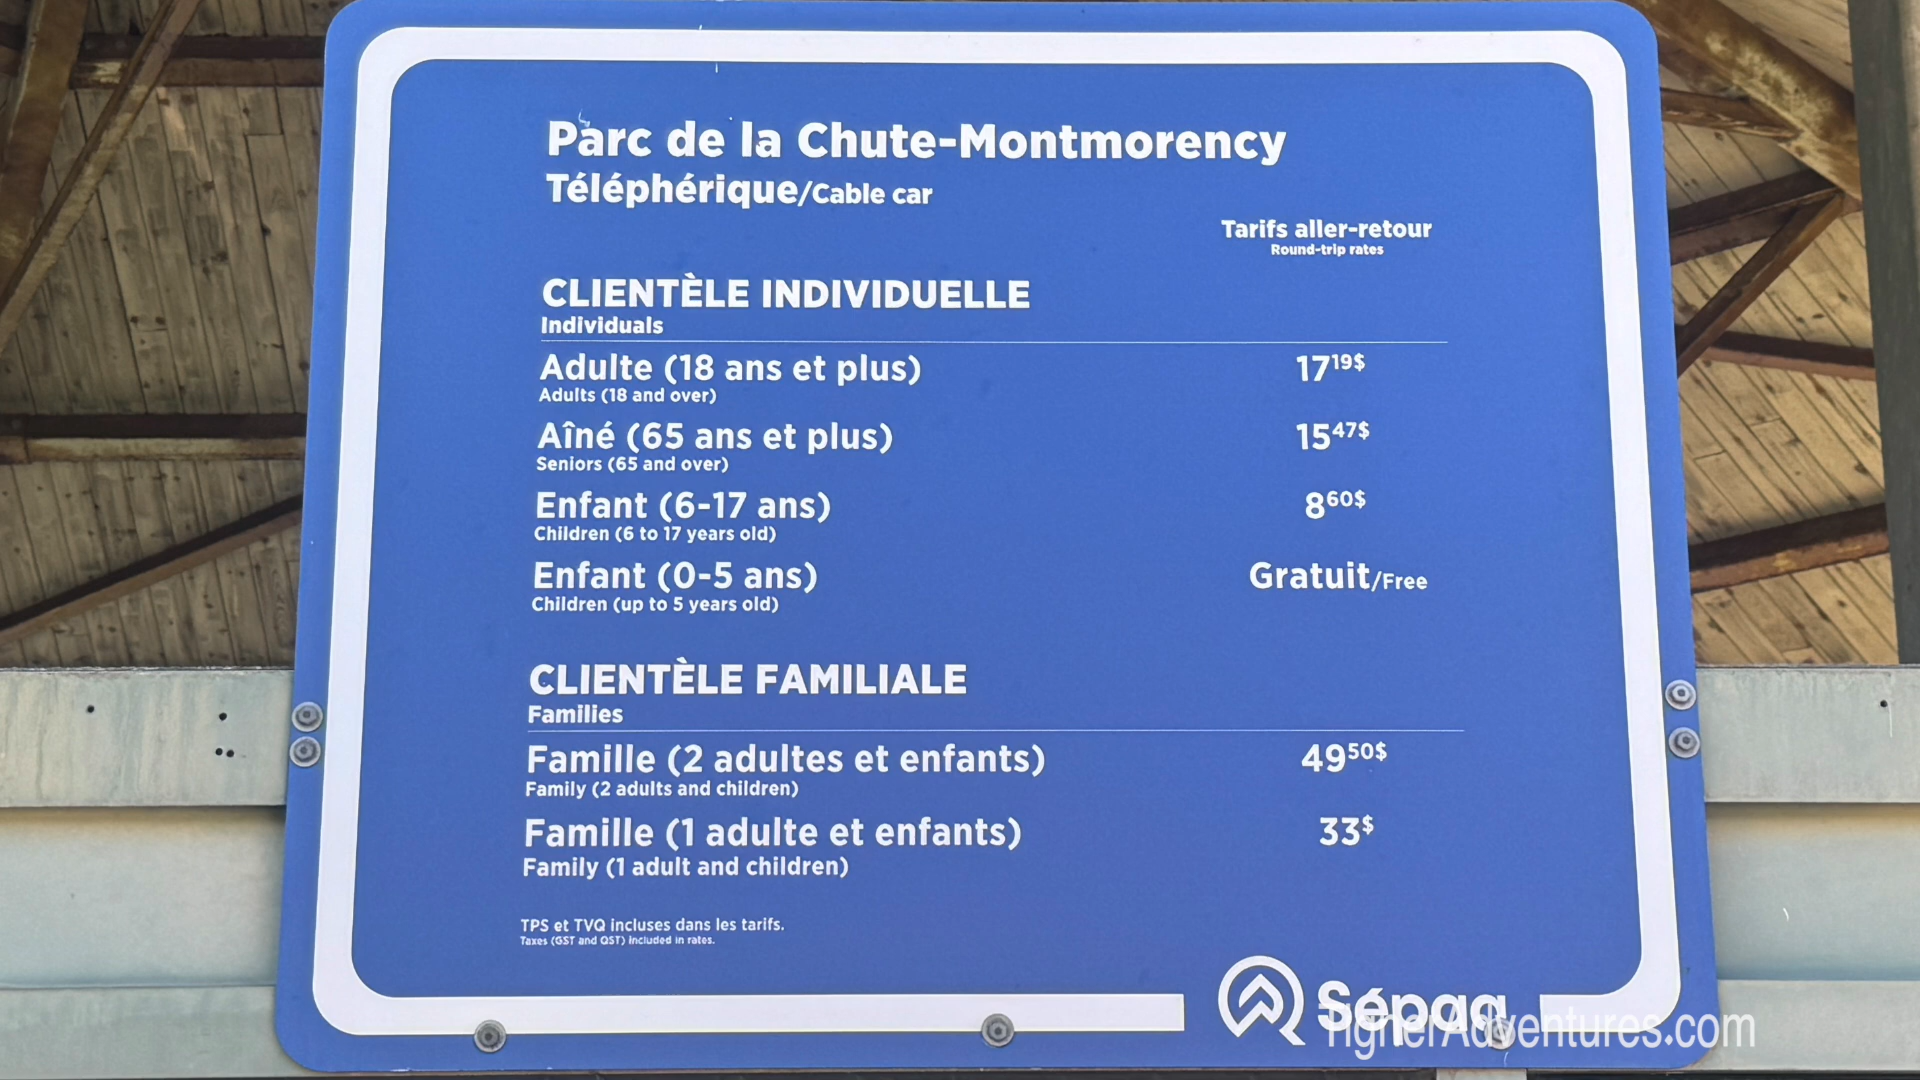 Parc de la Chute-Montmorency
Téléphérique/Cable car
Tarifs aller-retour
Round-trip rates
CLIENTÈLE INDIVIDUELLE
Individuals
Adulte (18 ans et plus) 17 19$
Adults (18 and over)
Aîné (65 ans et plus) 15 47$
Seniors (65 and over)
Enfant (6-17 ans) 8 60$
Children (6 to 17 years old)
Enfant (0-5 ans) Gratuit/Free
Children (up to 5 years old)
CLIENTÈLE FAMILIALE
Families
Famille (2 adultes et enfants) 49 50$
Family (2 adults and children)
Famille (1 adulte et enfants) 33$
Family (1 adult and children)
TPS et TVQ incluses dans les tarifs.
Taxes (GST and QST) included in rates.
Sépaq
TignerAdventures.com